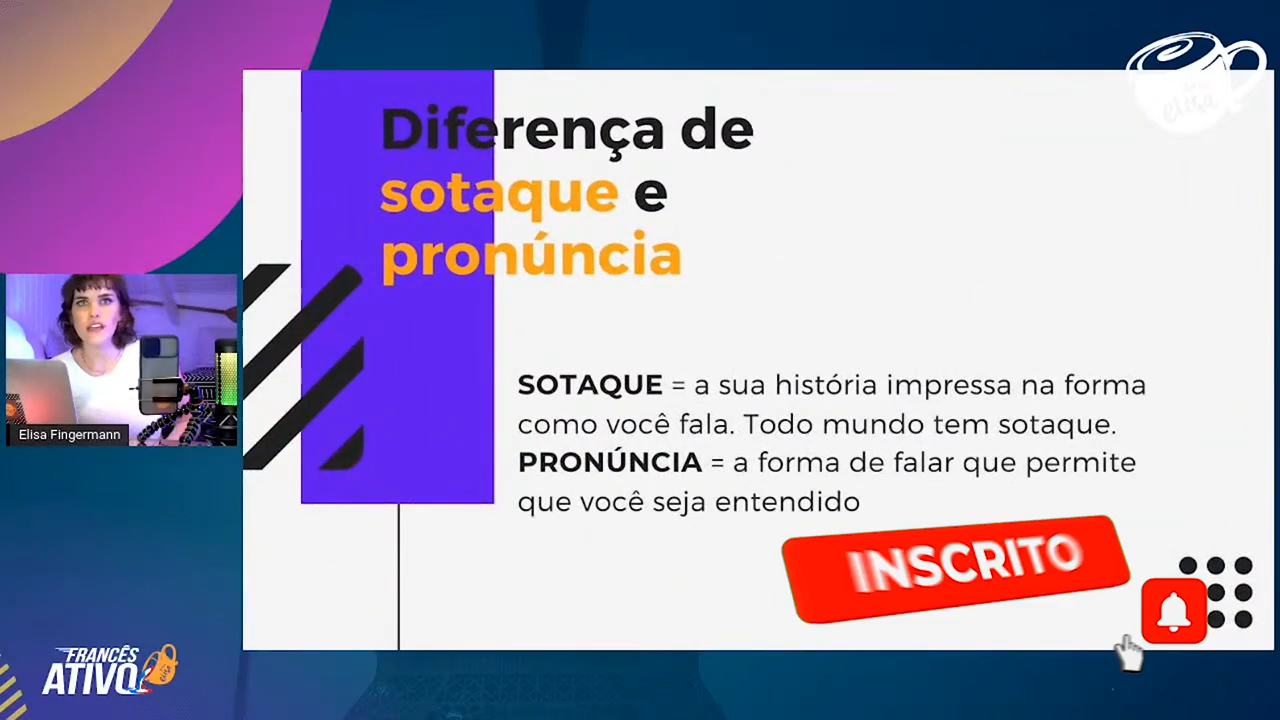 Diferença de
sotaque e
pronúncia
SOTAQUE = a sua história impressa na forma
como você fala. Todo mundo tem sotaque.
PRONÚNCIA = a forma de falar que permite
que você seja entendido
INSCRITO
Elisa Fingermann
FRANCÊS
ATIVO
elisa